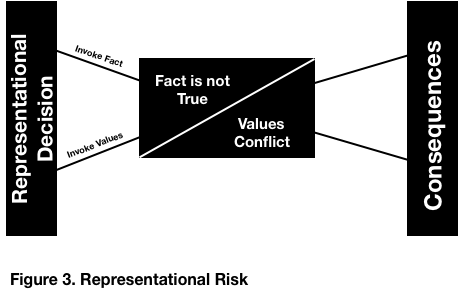 Representational
Decision
Invoke Fact
Invoke Values
Fact is not
True
Values
Conflict
Consequences
Figure 3. Representational Risk